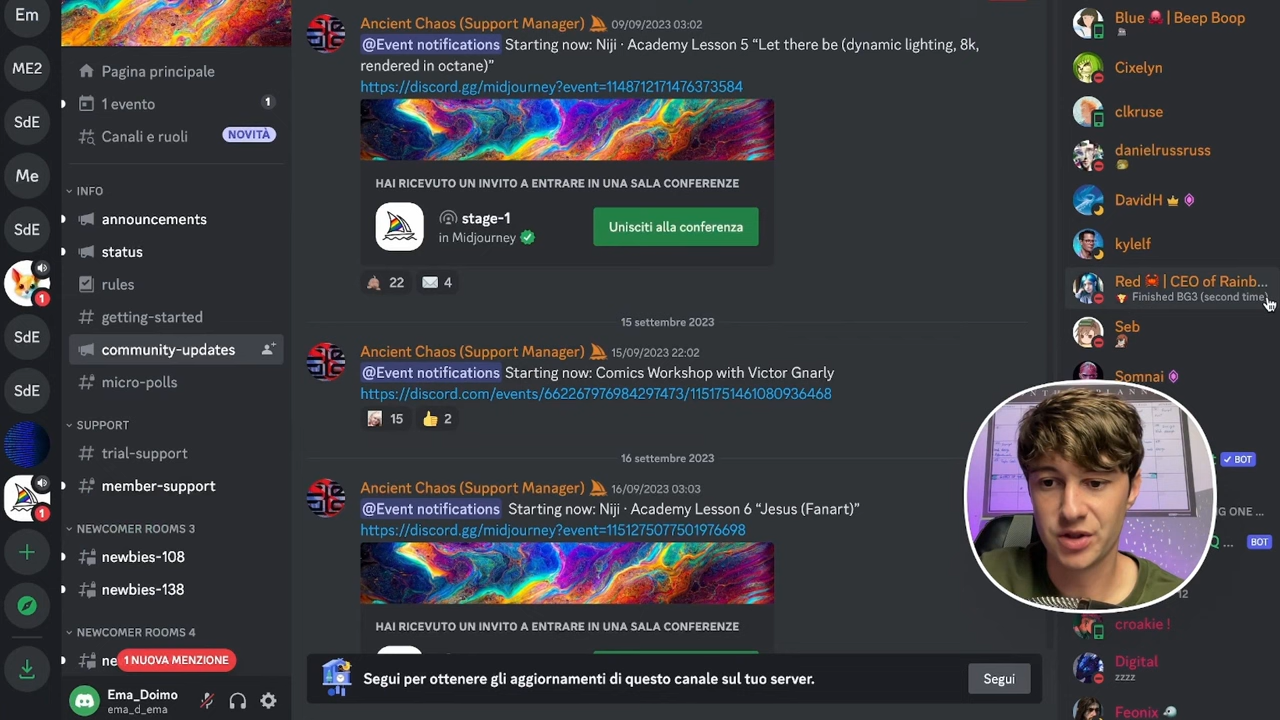 Em
ME2
SdE
Me
SdE
1
SdE
SdE
1
Pagina principale
1 evento
1
Canali e ruoli
NOVITÀ
INFO
announcements
status
rules
getting-started
community-updates
micro-polls
SUPPORT
trial-support
member-support
NEWCOMER ROOMS 3
newbies-108
newbies-138
NEWCOMER ROOMS 4
ne
1 NUOVA MENZIONE
Ema_Doimo
ema_d_ema
Ancient Chaos (Support Manager) 09/09/2023 03:02
@Event notifications Starting now: Niji · Academy Lesson 5 “Let there be (dynamic lighting, 8k,
rendered in octane)”
https://discord.gg/midjourney?event=1148712171476373584
HAI RICEVUTO UN INVITO A ENTRARE IN UNA SALA CONFERENZE
stage-1
in Midjourney
Unisciti alla conferenza
22
4
15 settembre 2023
Ancient Chaos (Support Manager) 15/09/2023 22:02
@Event notifications Starting now: Comics Workshop with Victor Gnarly
https://discord.com/events/662267976984297473/1151751461080936468
15
2
16 settembre 2023
Ancient Chaos (Support Manager) 16/09/2023 03:03
@Event notifications Starting now: Niji · Academy Lesson 6 “Jesus (Fanart)”
https://discord.gg/midjourney?event=1151275077501976698
HAI RICEVUTO UN INVITO A ENTRARE IN UNA SALA CONFERENZE
Segui per ottenere gli aggiornamenti di questo canale sul tuo server.
Segui
Blue | Beep Boop
Cixelyn
clkruse
danielrussruss
DavidH
kylelf
Red | CEO of Rainb...
Finished BG3 (second time)
Seb
Somnai
BOT
G ONE ...
Q ...
BOT
12
croakie !
Digital
zzzz
Feonix